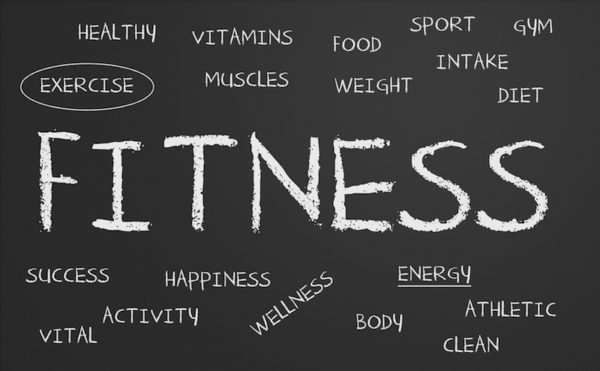 HEALTHY
VITAMINS
FOOD
SPORT
GYM
EXERCISE
MUSCLES
WEIGHT
INTAKE
DIET
FITNESS
SUCCESS
HAPPINESS
WELLNESS
ENERGY
VITAL
ACTIVITY
BODY
ATHLETIC
CLEAN